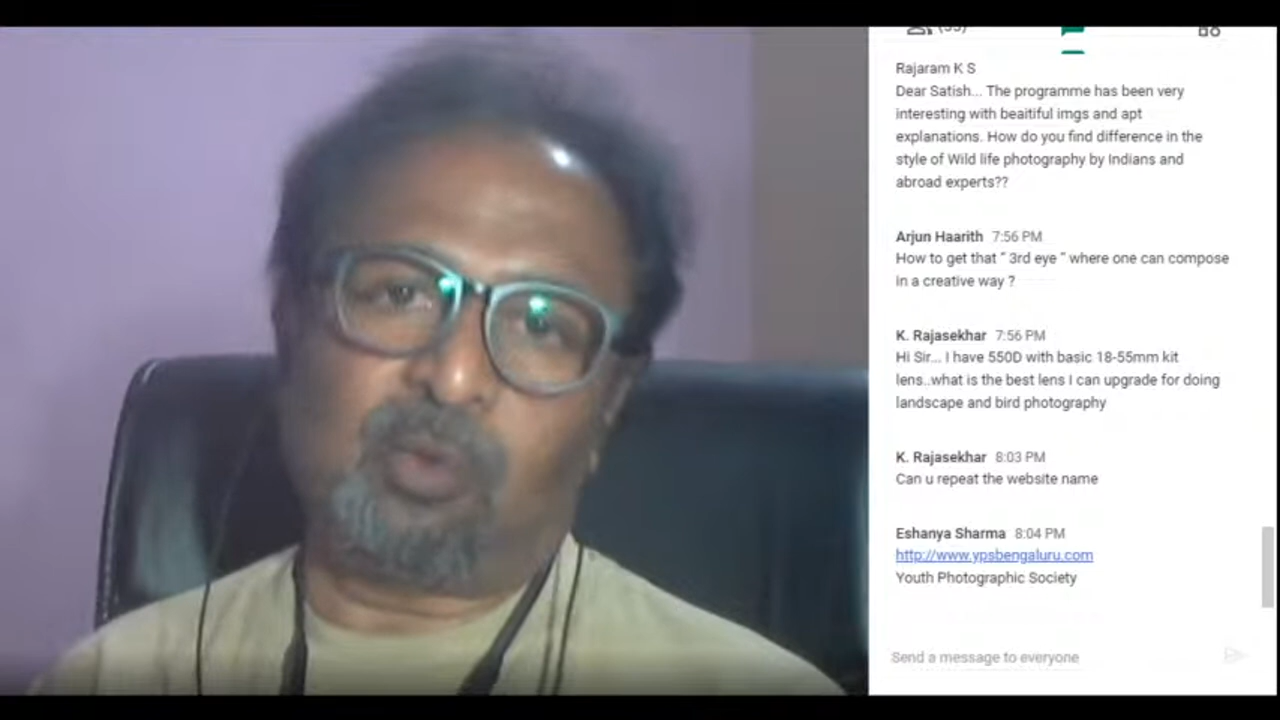 Rajaram K S
Dear Satish... The programme has been very
interesting with beaitiful imgs and apt
explanations. How do you find difference in the
style of Wild life photography by Indians and
abroad experts??
Arjun Haarith 7:56 PM
How to get that " 3rd eye " where one can compose
in a creative way ?
K. Rajasekhar 7:56 PM
Hi Sir... I have 550D with basic 18-55mm kit
lens..what is the best lens I can upgrade for doing
landscape and bird photography
K. Rajasekhar 8:03 PM
Can u repeat the website name
Eshanya Sharma 8:04 PM
http://www.ypsbengaluru.com
Youth Photographic Society
Send a message to everyone